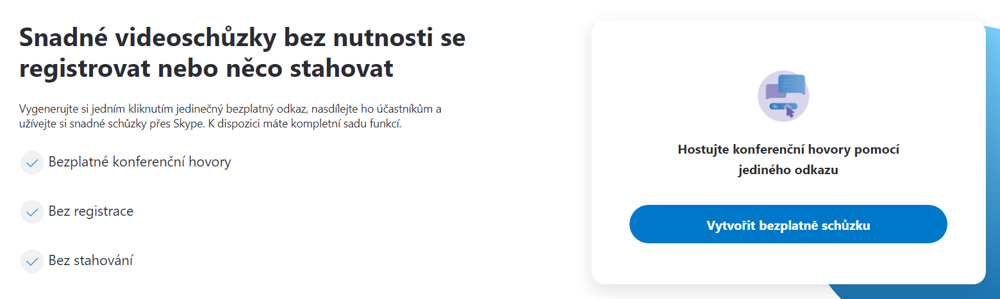 Snadné videoschůzky bez nutnosti se
registrovat nebo něco stahovat
Vygenerujte si jedním kliknutím jedinečný bezplatný odkaz, nasdílejte ho účastníkům a
užívejte si snadné schůzky přes Skype. K dispozici máte kompletní sadu funkcí.
Bezplatné konferenční hovory
Bez registrace
Bez stahování
Hostujte konferenční hovory pomocí
jediného odkazu
Vytvořit bezplatně schůzku